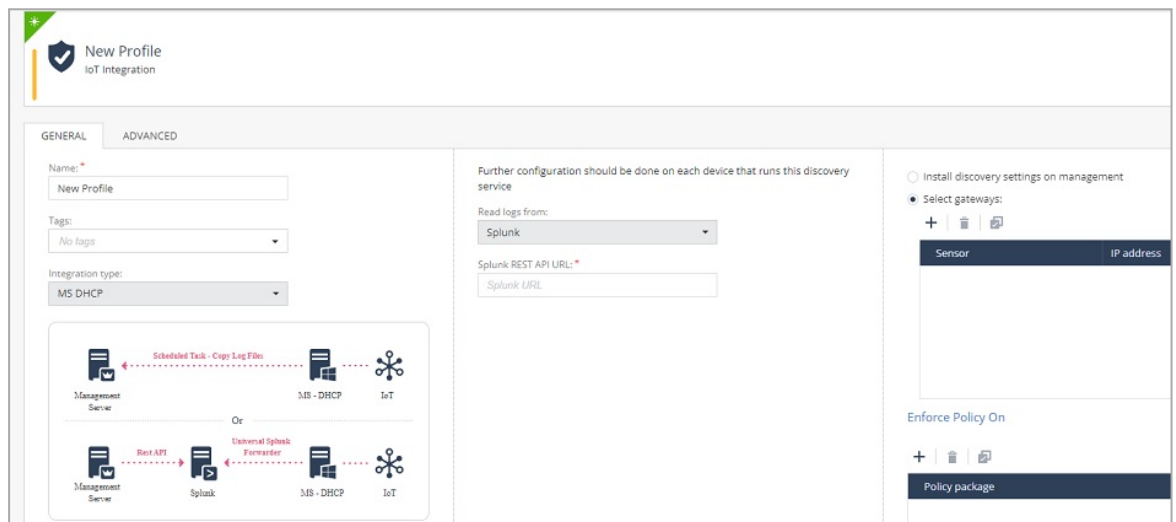 New Profile
IoT Integration
GENERAL
ADVANCED
Name: *
New Profile
Tags:
No tags
Integration type:
MS DHCP
Scheduled Task - Copy Log Files
Management
Server
MS - DHCP
IoT
Or
Rest API
Universal Splunk
Forwarder
Management
Server
Splunk
MS - DHCP
IoT
Further configuration should be done on each device that runs this discovery
service
Read logs from:
Splunk
Splunk REST API URL: *
Splunk URL
Install discovery settings on management
Select gateways:
Sensor
IP address
Enforce Policy On
Policy package